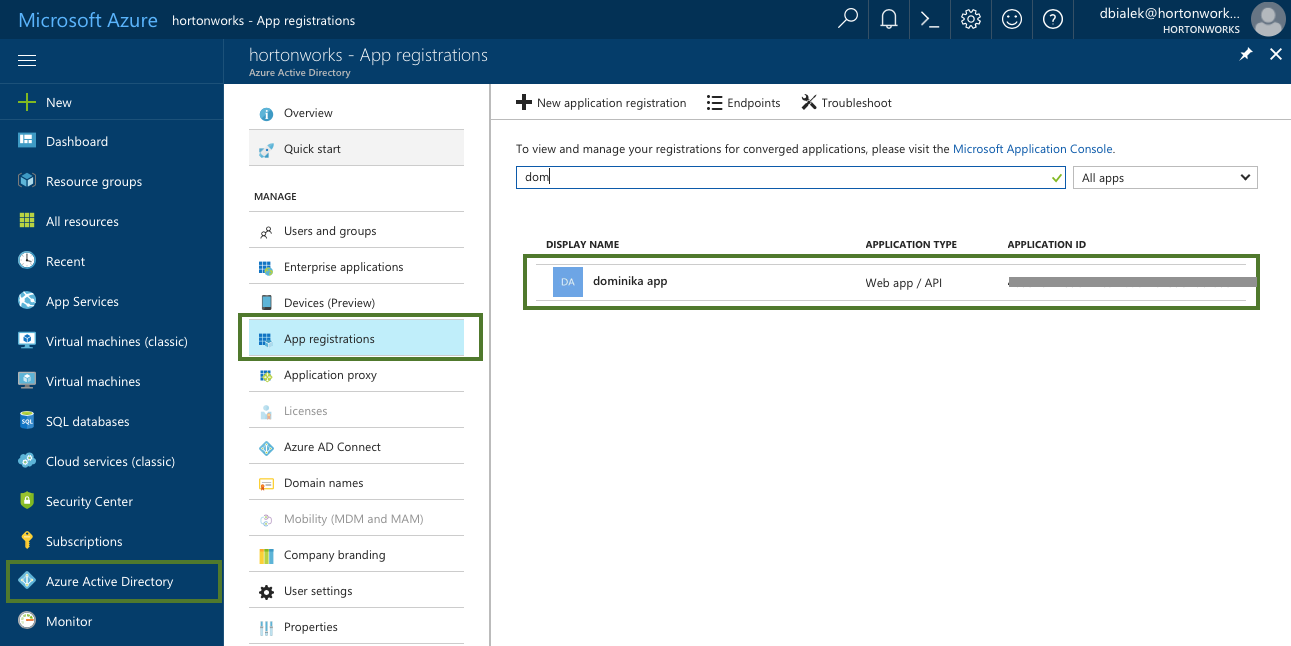 Microsoft Azure hortonworks - App registrations
dbialek@hortonwork...
HORTONWORKS
hortonworks - App registrations
Azure Active Directory
New
Dashboard
Resource groups
All resources
Recent
App Services
Virtual machines (classic)
Virtual machines
SQL databases
Cloud services (classic)
Security Center
Subscriptions
Azure Active Directory
Monitor
Overview
Quick start
MANAGE
Users and groups
Enterprise applications
Devices (Preview)
App registrations
Application proxy
Licenses
Azure AD Connect
Domain names
Mobility (MDM and MAM)
Company branding
User settings
Properties
New application registration Endpoints Troubleshoot
To view and manage your registrations for converged applications, please visit the Microsoft Application Console.
dom All apps
DISPLAY NAME APPLICATION TYPE APPLICATION ID
DA dominika app Web app / API